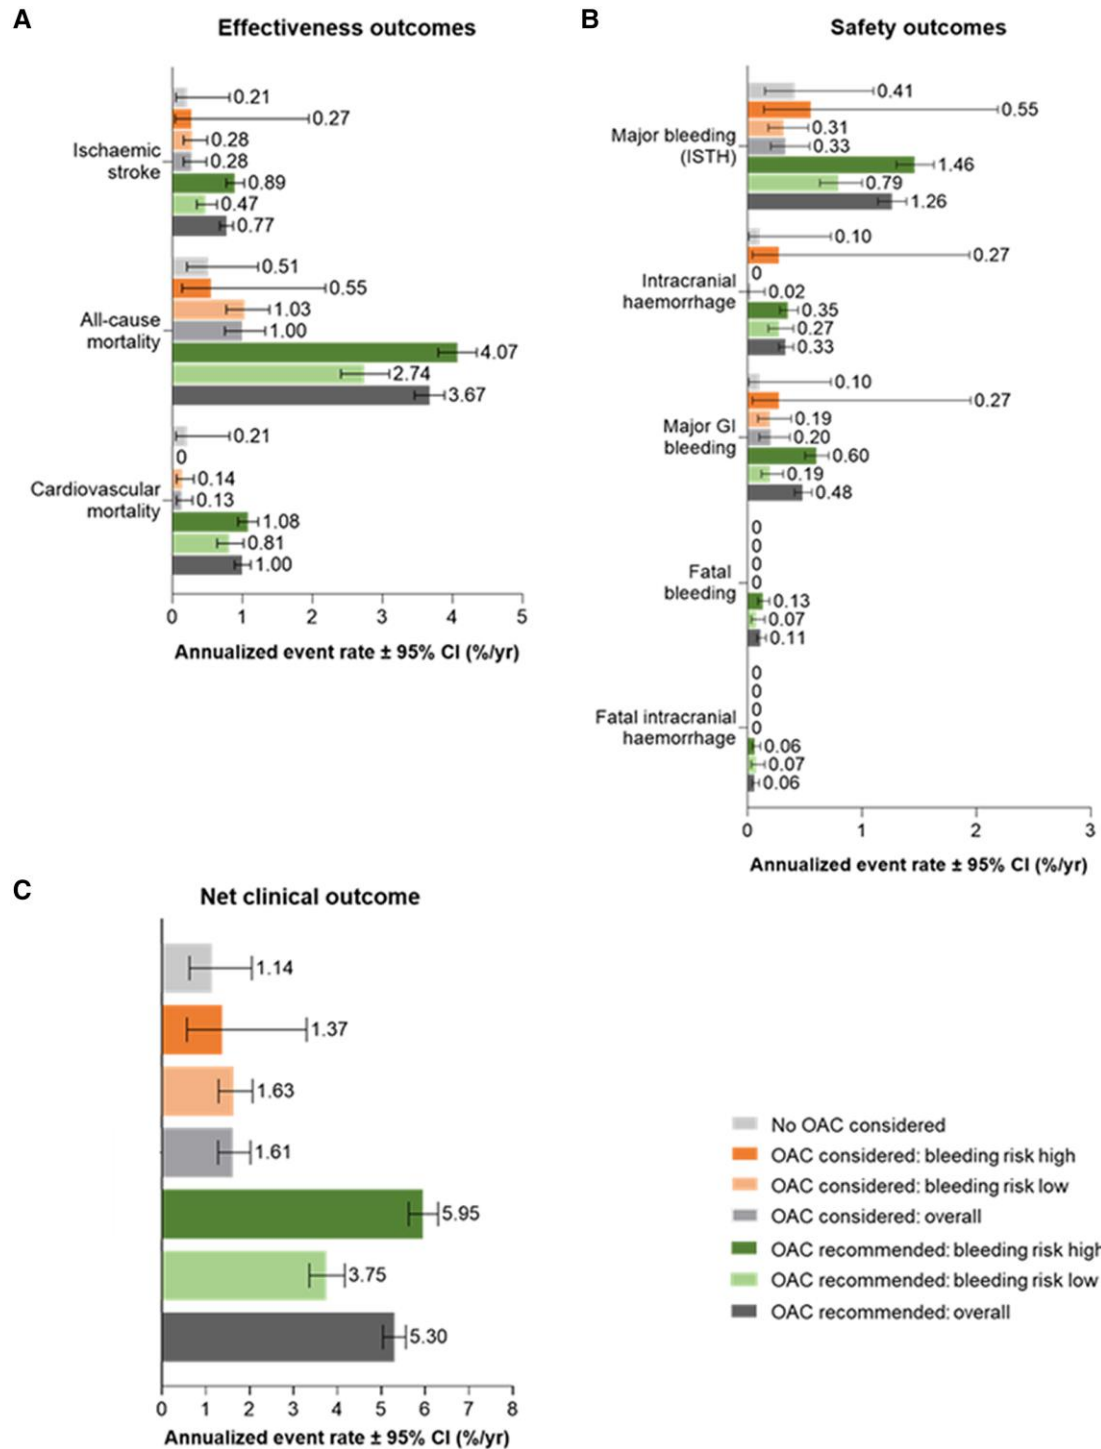 A
Effectiveness outcomes
Ischaemic
stroke
0.21
0.27
0.28
0.28
0.89
0.47
0.77
All-cause
mortality
0.51
0.55
1.03
1.00
4.07
2.74
3.67
Cardiovascular
mortality
0.21
0
0.14
0.13
1.08
0.81
1.00
0 1 2 3 4 5
Annualized event rate ± 95% CI (%/yr)
B
Safety outcomes
Major bleeding
(ISTH)
0.41
0.55
0.31
0.33
1.46
0.79
1.26
Intracranial
haemorrhage
0.10
0.27
0
0.02
0.35
0.27
0.33
Major GI
bleeding
0.10
0.27
0.19
0.20
0.60
0.19
0.48
Fatal
bleeding
0
0
0
0
0.13
0.07
0.11
Fatal intracranial
haemorrhage
0
0
0
0
0.06
0.07
0.06
0 1 2 3
Annualized event rate ± 95% CI (%/yr)
C
Net clinical outcome
1.14
1.37
1.63
1.61
5.95
3.75
5.30
0 1 2 3 4 5 6 7 8
Annualized event rate ± 95% CI (%/yr)
No OAC considered
OAC considered: bleeding risk high
OAC considered: bleeding risk low
OAC considered: overall
OAC recommended: bleeding risk high
OAC recommended: bleeding risk low
OAC recommended: overall